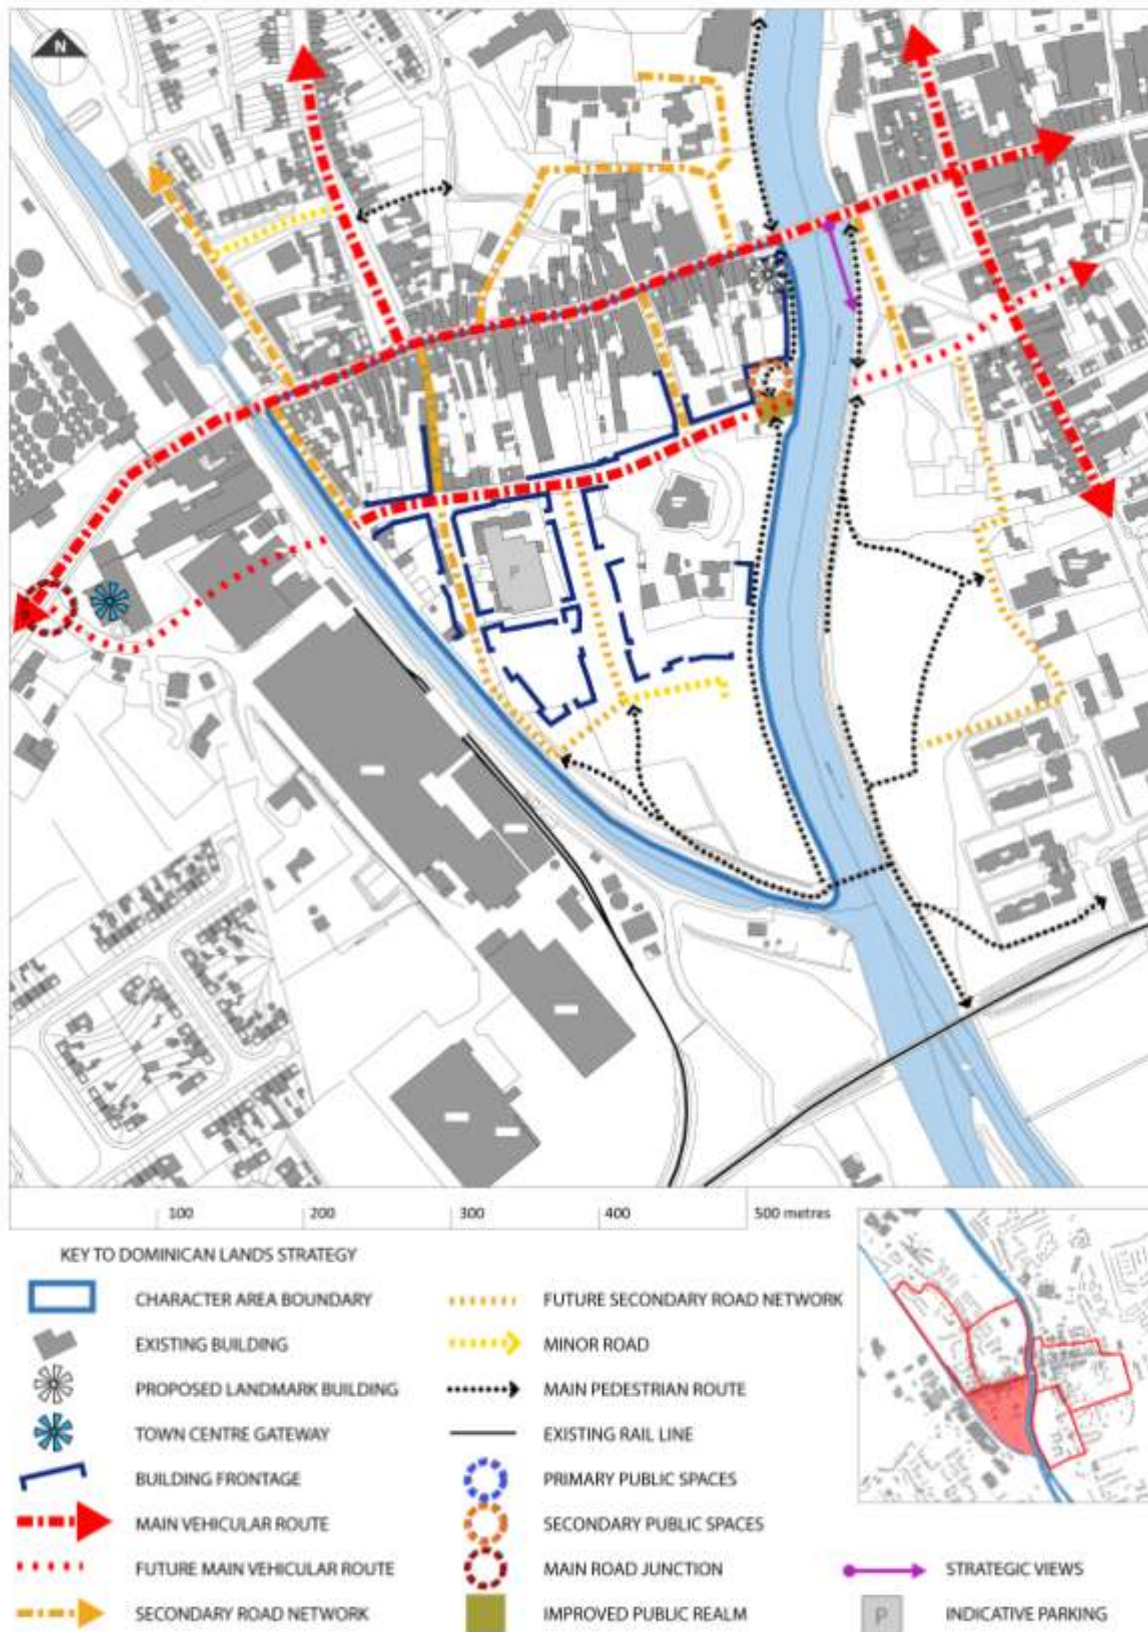 N
P
100 200 300 400 500 metres
KEY TO DOMINICAN LANDS STRATEGY
CHARACTER AREA BOUNDARY
EXISTING BUILDING
PROPOSED LANDMARK BUILDING
TOWN CENTRE GATEWAY
BUILDING FRONTAGE
MAIN VEHICULAR ROUTE
FUTURE MAIN VEHICULAR ROUTE
SECONDARY ROAD NETWORK
FUTURE SECONDARY ROAD NETWORK
MINOR ROAD
MAIN PEDESTRIAN ROUTE
EXISTING RAIL LINE
PRIMARY PUBLIC SPACES
SECONDARY PUBLIC SPACES
MAIN ROAD JUNCTION
IMPROVED PUBLIC REALM
STRATEGIC VIEWS
P
INDICATIVE PARKING